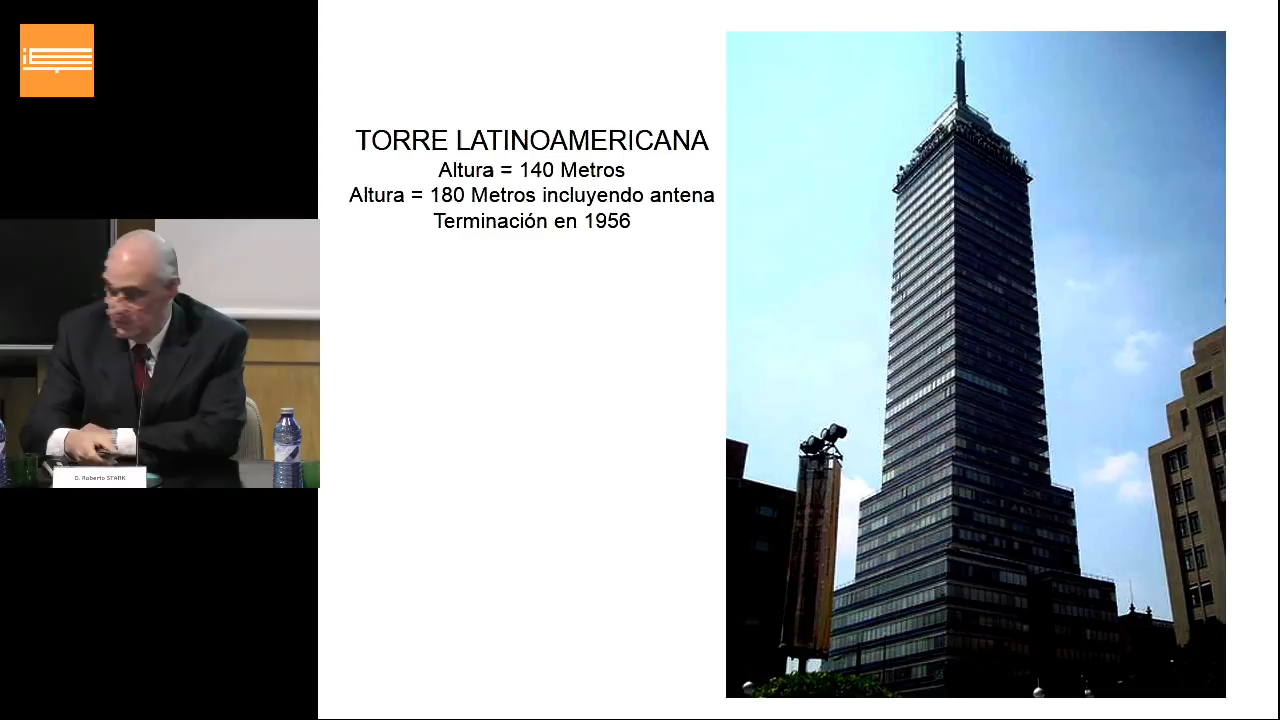 TORRE LATINOAMERICANA
Altura = 140 Metros
Altura = 180 Metros incluyendo antena
Terminación en 1956
D. Roberto STARK